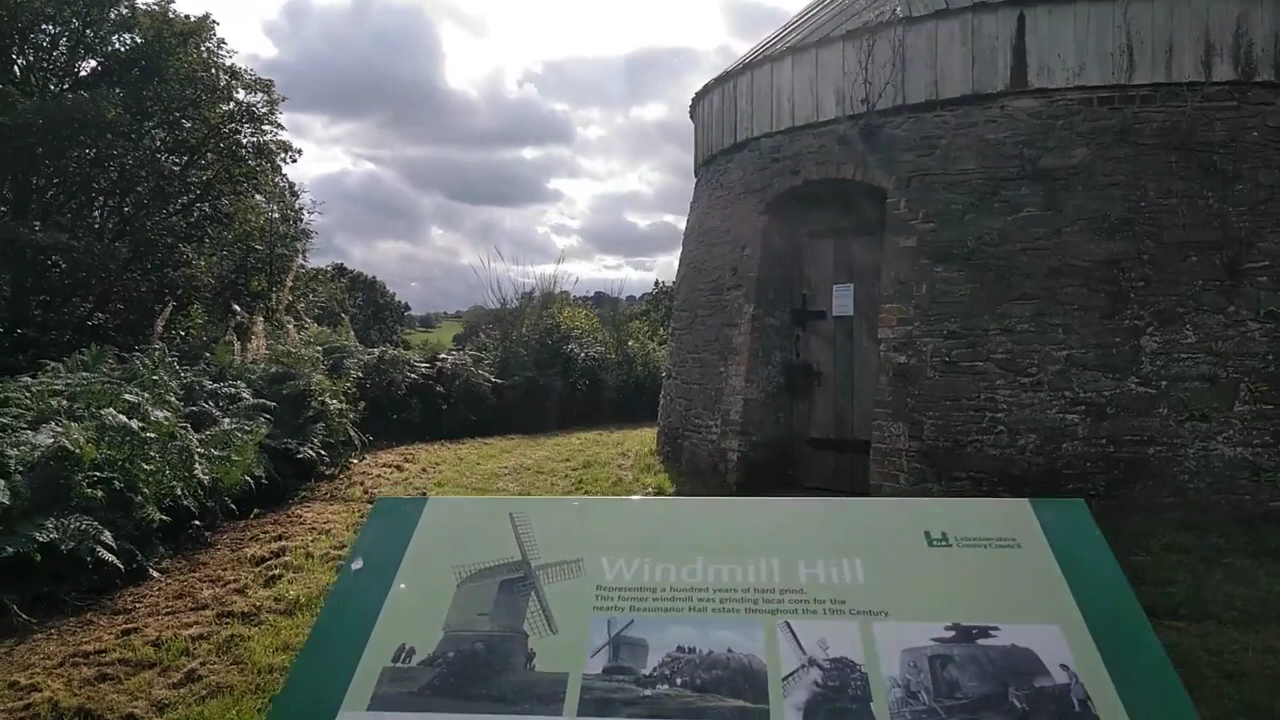 Leicestershire
County Council
Windmill Hill
Representing a hundred years of hard grind.
This former windmill was grinding local corn for the
nearby Beaumanor Hall estate throughout the 19th Century.